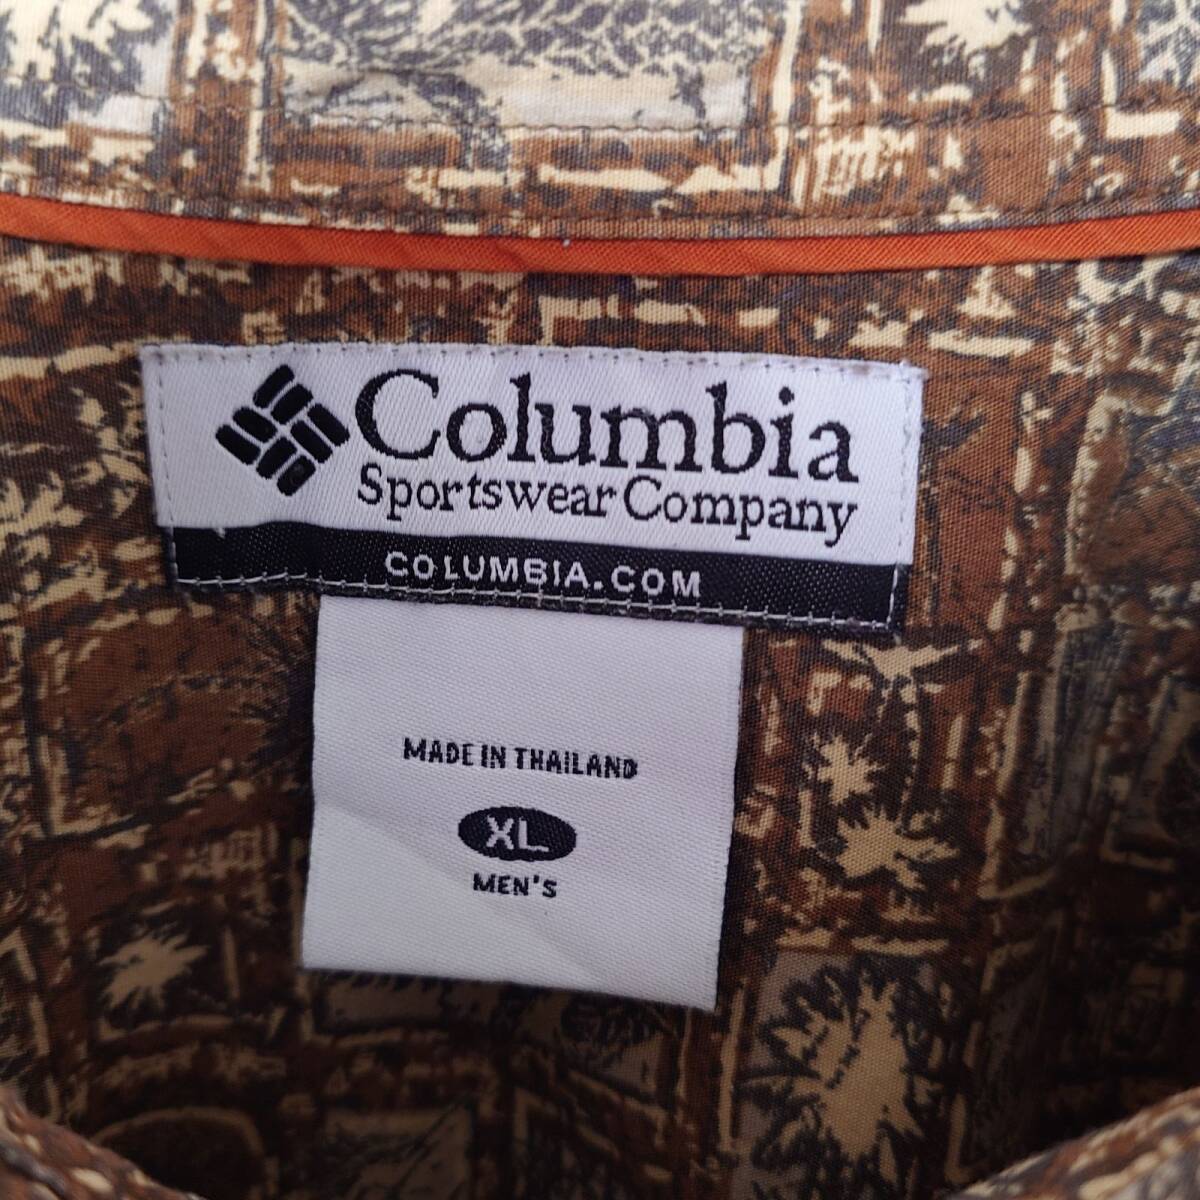 Columbia
Sportswear Company
COLUMBIA.COM
MADE IN THAILAND
XL
MEN'S